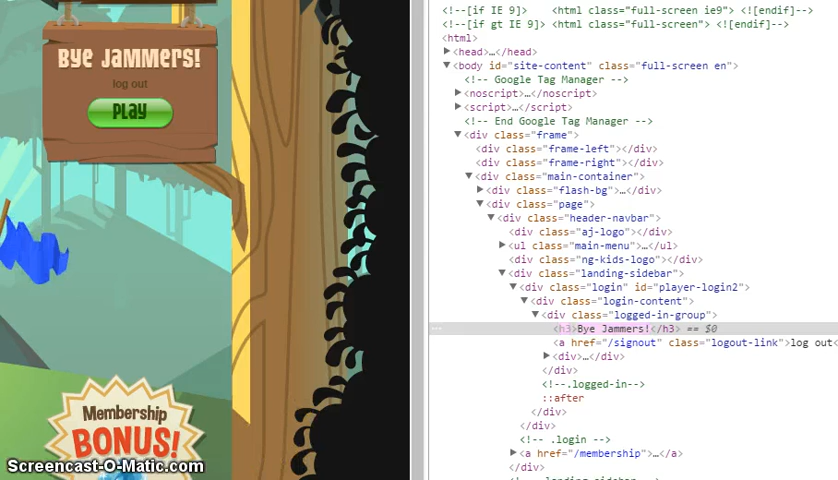 Bye Jammers!
log out
Play
Membership
BONUS!
Screencast-O-Matic.com
<!--[if IE 9]> <html class="full-screen ie9"> <![endif]-->
<!--[if gt IE 9]> <html class="full-screen"> <![endif]-->
<html>
<head>…</head>
<body id="site-content" class="full-screen en">
<!-- Google Tag Manager -->
<noscript>…</noscript>
<script>…</script>
<!-- End Google Tag Manager -->
<div class="frame">
<div class="frame-left"></div>
<div class="frame-right"></div>
<div class="main-container">
<div class="flash-bg">…</div>
<div class="page">
<div class="header-navbar">
<div class="aj-logo"></div>
<ul class="main-menu">…</ul>
<div class="ng-kids-logo"></div>
<div class="landing-sidebar">
<div class="login" id="player-login2">
<div class="login-content">
<div class="logged-in-group">
<h3>Bye Jammers!</h3> == $0
<a href="/signout" class="logout-link">log out<
<div>…</div>
</div>
<!--.logged-in-->
::after
</div>
</div>
<!-- .login -->
<a href="/membership">…</a>
</div>